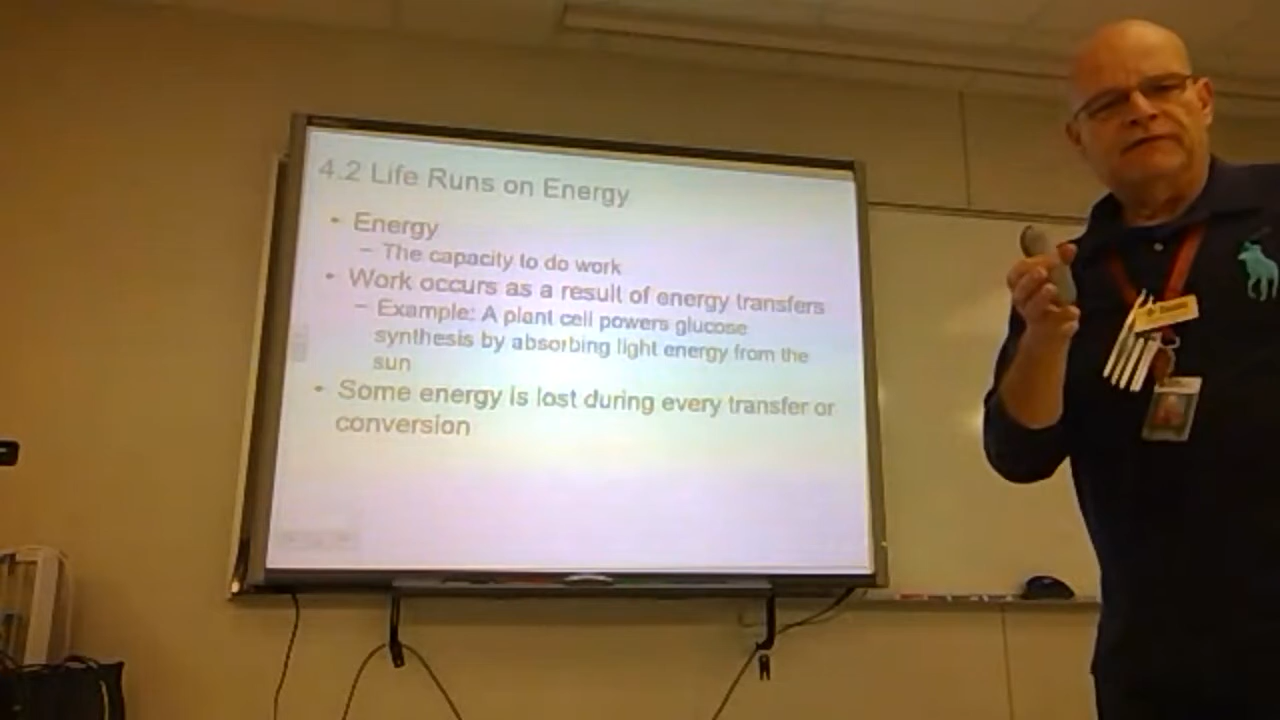 4.2 Life Runs on Energy
• Energy
– The capacity to do work
• Work occurs as a result of energy transfers
– Example: A plant cell powers glucose
synthesis by absorbing light energy from the
sun
• Some energy is lost during every transfer or
conversion